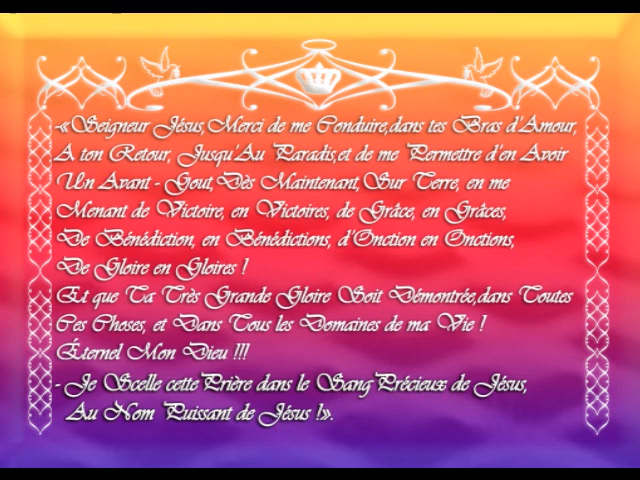 -«Seigneur Jésus,Merci de me Conduire,dans tes Bras d'Amour,
A ton Retour, Jusqu'Au Paradis,et de me Permettre d'en Avoir
Un Avant - Gout,Dès Maintenant,Sur Terre, en me
Menant de Victoire, en Victoires, de Grâce, en Grâces,
De Bénédiction, en Bénédictions, d'Onction en Onctions,
De Gloire en Gloires !
Et que Ta Très Grande Gloire Soit Démontrée,dans Toutes
Ces Choses, et Dans Tous les Domaines de ma Vie !
Éternel Mon Dieu !!!
- Je Scelle cette Prière dans le Sang Précieux de Jésus,
Au Nom Puissant de Jésus !».